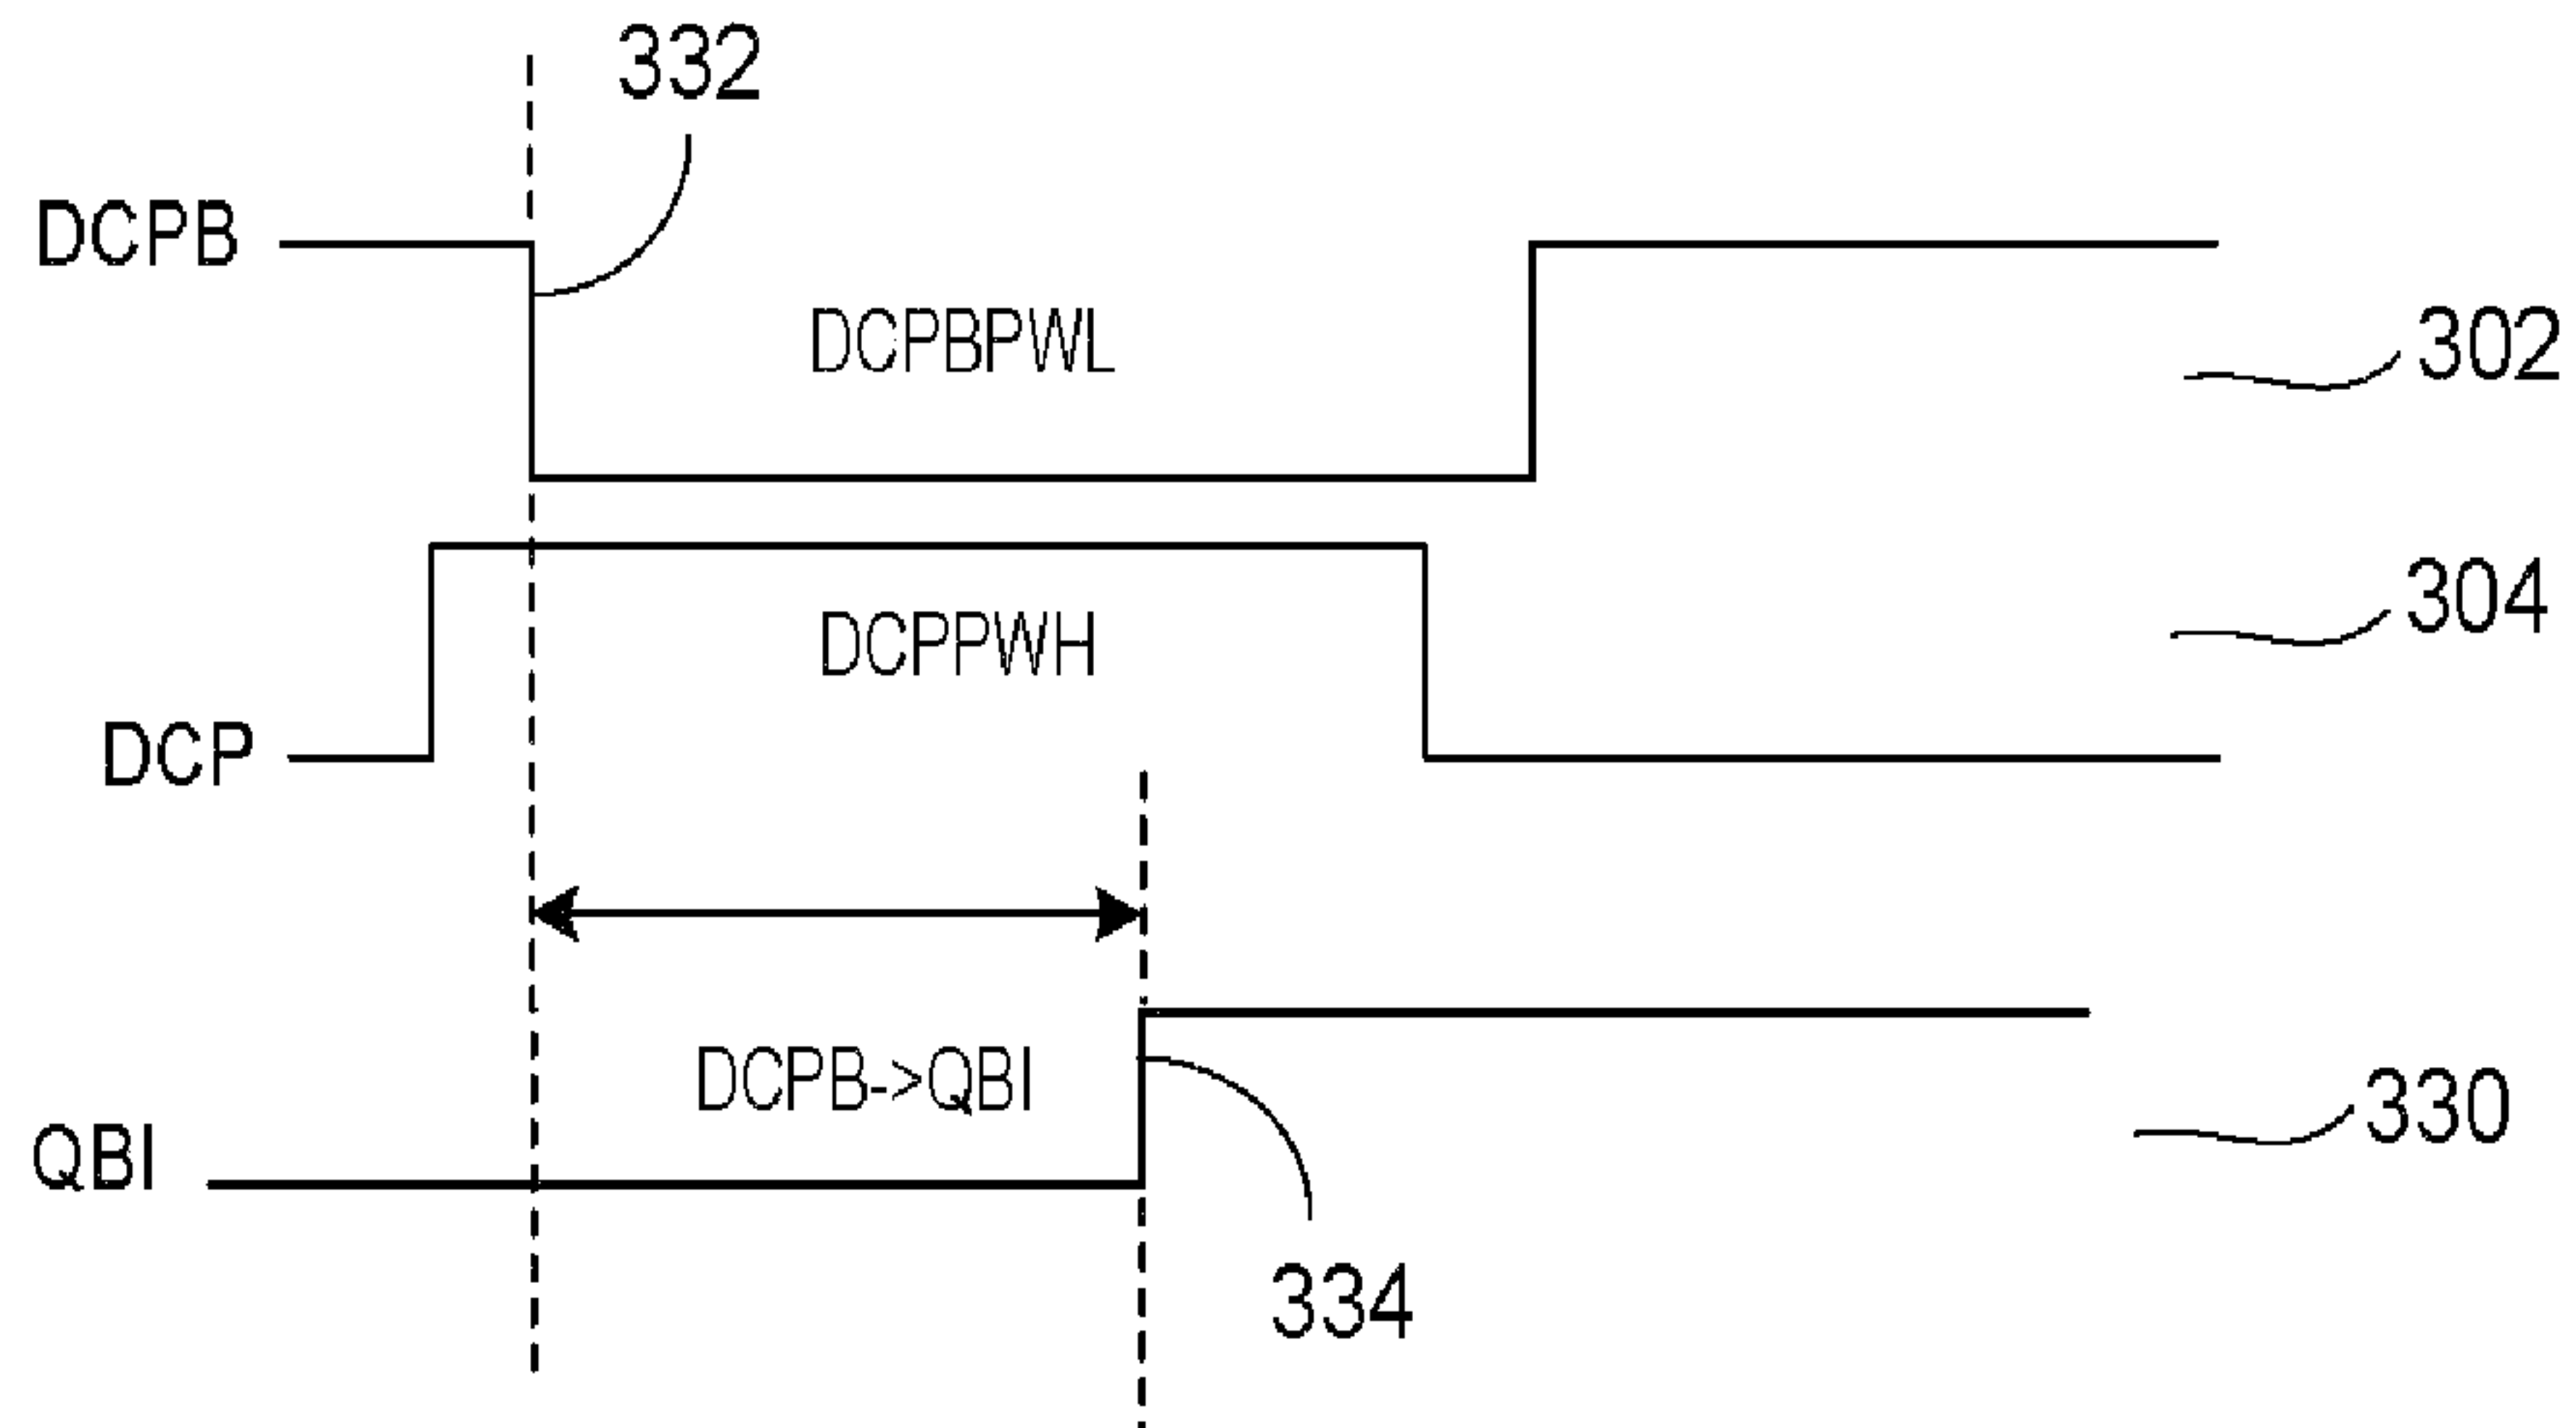 332
DCPB
DCPBPWL
302
DCPPWH
304
DCP
DCPB->QBI
330
QBI
334